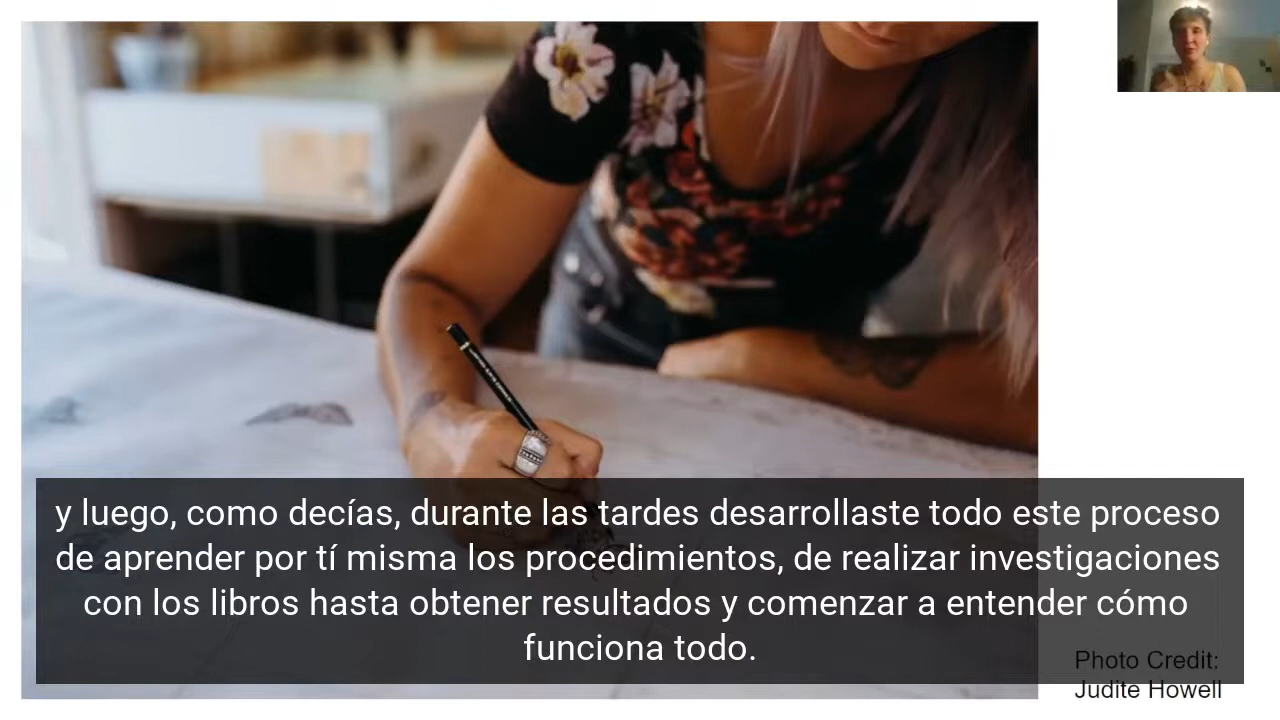 y luego, como decías, durante las tardes desarrollaste todo este proceso
de aprender por tí misma los procedimientos, de realizar investigaciones
con los libros hasta obtener resultados y comenzar a entender cómo
funciona todo.
Photo Credit:
Judite Howell